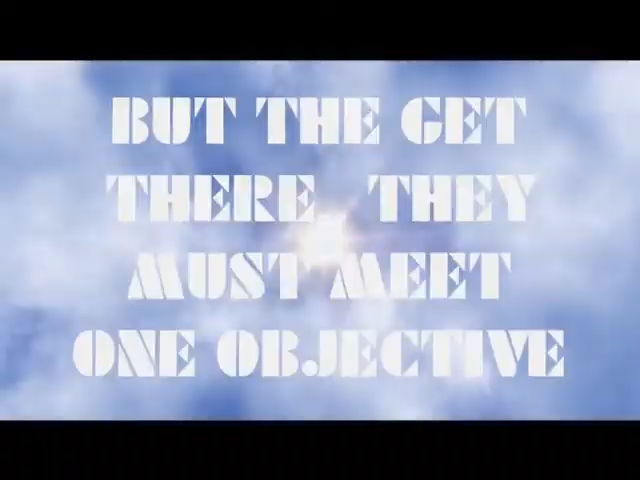 BUT THE GET
THERE THEY
MUST MEET
ONE OBJECTIVE